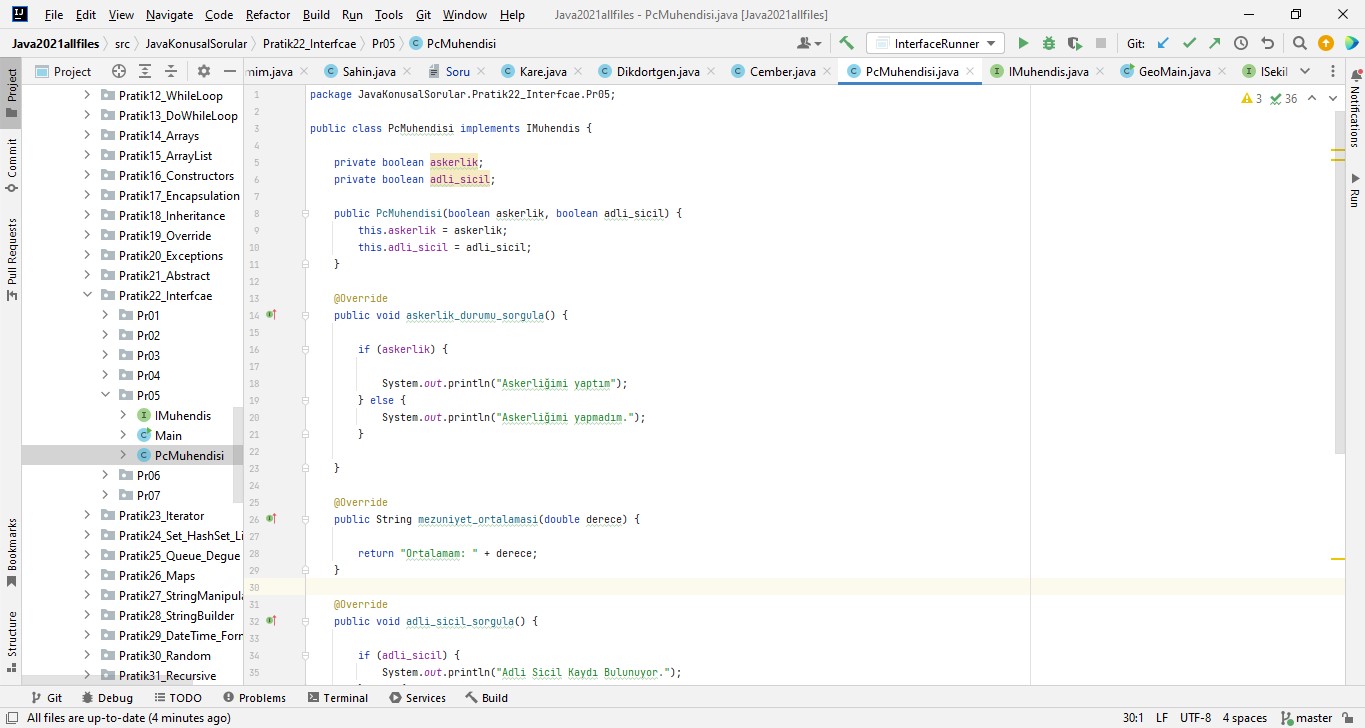 File Edit View Navigate Code Refactor Build Run Tools Git Window Help Java2021allfiles - PcMuhendisi.java [Java2021allfiles]
Java2021allfiles src JavaKonusalSorular Pratik22_Interfcae Pr05 PcMuhendisi InterfaceRunner Git:
Project mim.java Sahin.java Soru Kare.java Dikdortgen.java Cember.java PcMuhendisi.java IMuhendis.java GeoMain.java ISekil
Project
Commit
Pull Requests
Bookmarks
Structure
Pratik12_WhileLoop
Pratik13_DoWhileLoop
Pratik14_Arrays
Pratik15_ArrayList
Pratik16_Constructors
Pratik17_Encapsulation
Pratik18_Inheritance
Pratik19_Override
Pratik20_Exceptions
Pratik21_Abstract
Pratik22_Interfcae
Pr01
Pr02
Pr03
Pr04
Pr05
IMuhendis
Main
PcMuhendisi
Pr06
Pr07
Pratik23_Iterator
Pratik24_Set_HashSet_Li
Pratik25_Queue_Degue
Pratik26_Maps
Pratik27_StringManipula
Pratik28_StringBuilder
Pratik29_DateTime_Form
Pratik30_Random
Pratik31_Recursive
1 package JavaKonusalSorular.Pratik22_Interfcae.Pr05;
2
3 public class PcMuhendisi implements IMuhendis {
4
5 private boolean askerlik;
6 private boolean adli_sicil;
7
8 public PcMuhendisi(boolean askerlik, boolean adli_sicil) {
9 this.askerlik = askerlik;
10 this.adli_sicil = adli_sicil;
11 }
12
13 @Override
14 public void askerlik_durumu_sorgula() {
15
16 if (askerlik) {
17
18 System.out.println("Askerliğimi yaptım");
19 } else {
20 System.out.println("Askerliğimi yapmadım.");
21 }
22
23 }
24
25 @Override
26 public String mezuniyet_ortalamasi(double derece) {
27
28 return "Ortalamam: " + derece;
29 }
30
31 @Override
32 public void adli_sicil_sorgula() {
33
34 if (adli_sicil) {
35 System.out.println("Adli Sicil Kaydı Bulunuyor.");
3 36
Notifications
Run
Git Debug TODO Problems Terminal Services Build
All files are up-to-date (4 minutes ago) 30:1 LF UTF-8 4 spaces master